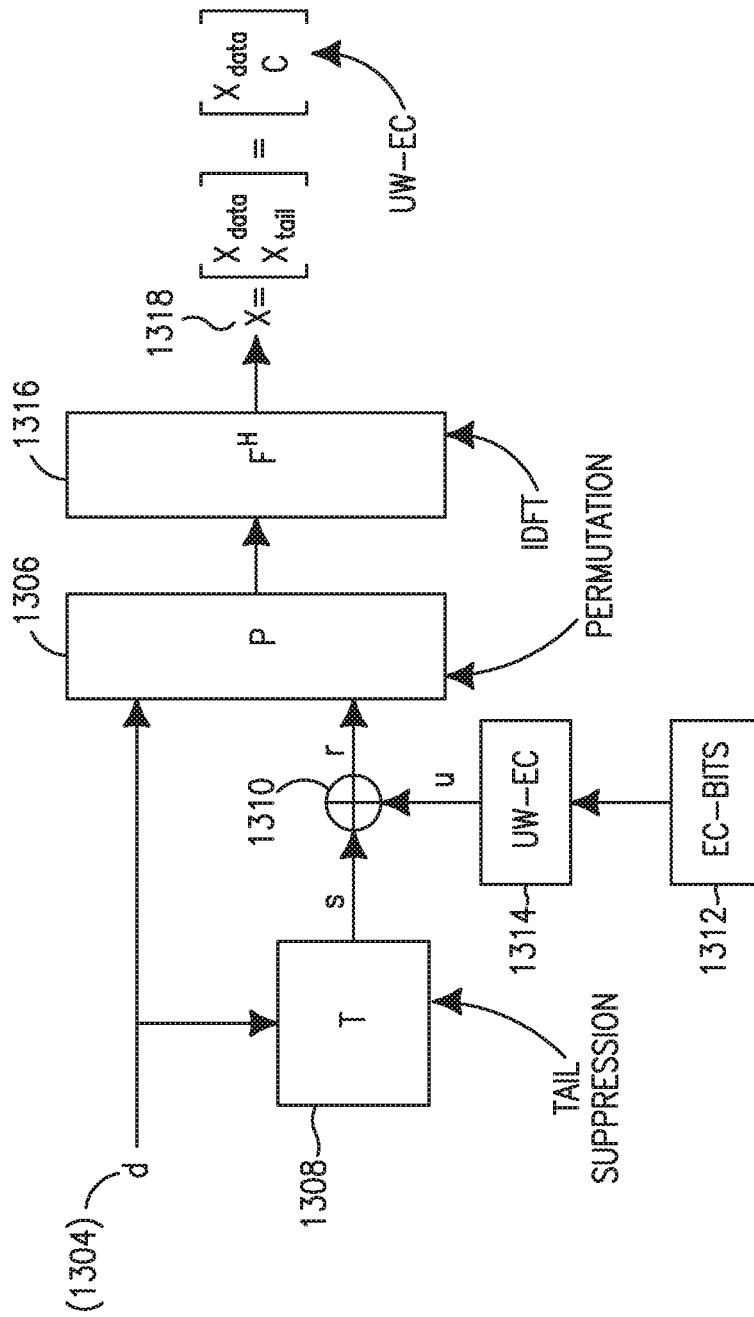 (1304)
d
1306
P
1316
F^H
1318
X = [X_data X_tail] = [X_data C]
UW-EC
1308
T
s
1310
r
u
1314
UW-EC
1312
EC-BITS
TAIL
SUPPRESSION
PERMUTATION
IDFT